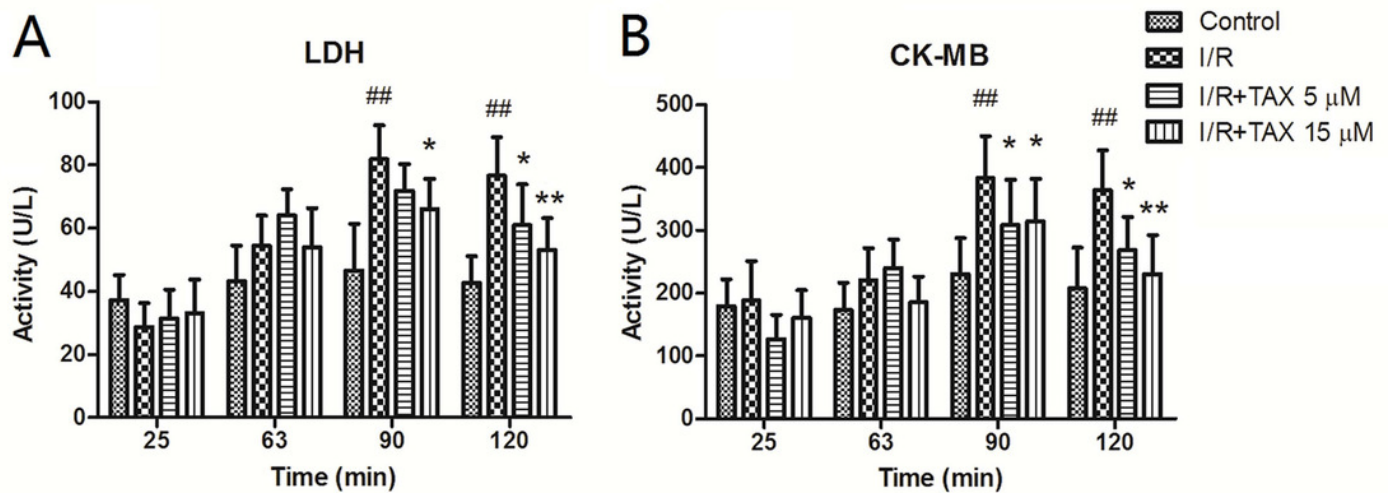 A
LDH
Activity (U/L)
100
80
60
40
20
0
##
*
##
*
**
25 63 90 120
Time (min)
B
CK-MB
Activity (U/L)
500
400
300
200
100
0
##
*
*
##
*
**
25 63 90 120
Time (min)
Control
I/R
I/R+TAX 5 μM
I/R+TAX 15 μM